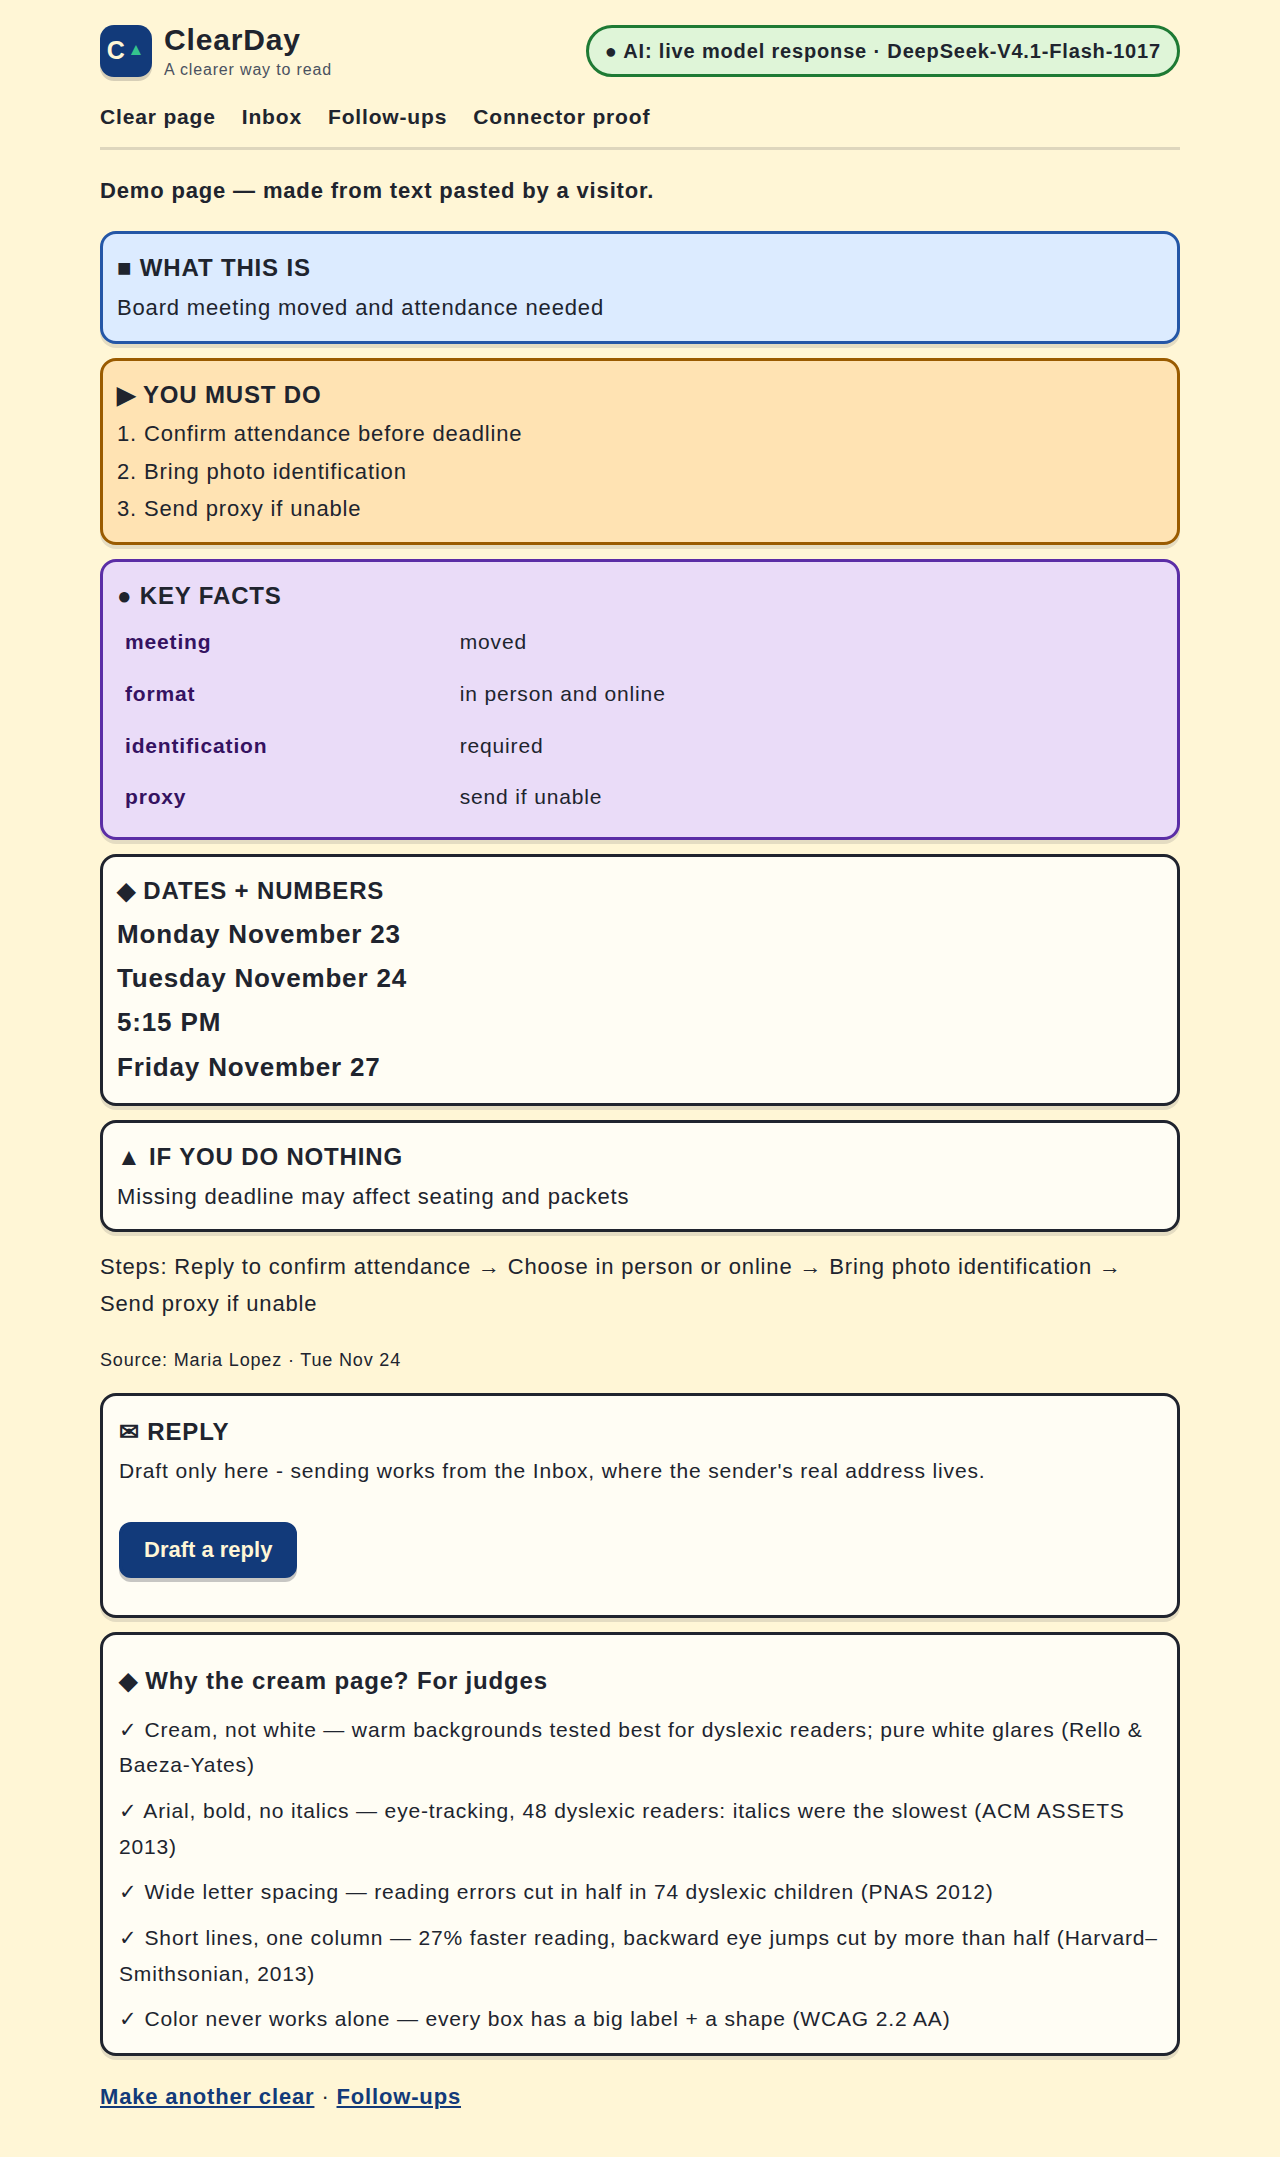 C▲ ClearDay
A clearer way to read
● AI: live model response · DeepSeek-V4.1-Flash-1017
Clear page Inbox Follow-ups Connector proof
Demo page — made from text pasted by a visitor.
■ WHAT THIS IS
Board meeting moved and attendance needed
▶ YOU MUST DO
1. Confirm attendance before deadline
2. Bring photo identification
3. Send proxy if unable
● KEY FACTS
meeting moved
format in person and online
identification required
proxy send if unable
◆ DATES + NUMBERS
Monday November 23
Tuesday November 24
5:15 PM
Friday November 27
▲ IF YOU DO NOTHING
Missing deadline may affect seating and packets
Steps: Reply to confirm attendance → Choose in person or online → Bring photo identification →
Send proxy if unable
Source: Maria Lopez · Tue Nov 24
✉ REPLY
Draft only here - sending works from the Inbox, where the sender's real address lives.
Draft a reply
◆ Why the cream page? For judges
✓ Cream, not white — warm backgrounds tested best for dyslexic readers; pure white glares (Rello &
Baeza-Yates)
✓ Arial, bold, no italics — eye-tracking, 48 dyslexic readers: italics were the slowest (ACM ASSETS
2013)
✓ Wide letter spacing — reading errors cut in half in 74 dyslexic children (PNAS 2012)
✓ Short lines, one column — 27% faster reading, backward eye jumps cut by more than half (Harvard–
Smithsonian, 2013)
✓ Color never works alone — every box has a big label + a shape (WCAG 2.2 AA)
Make another clear · Follow-ups